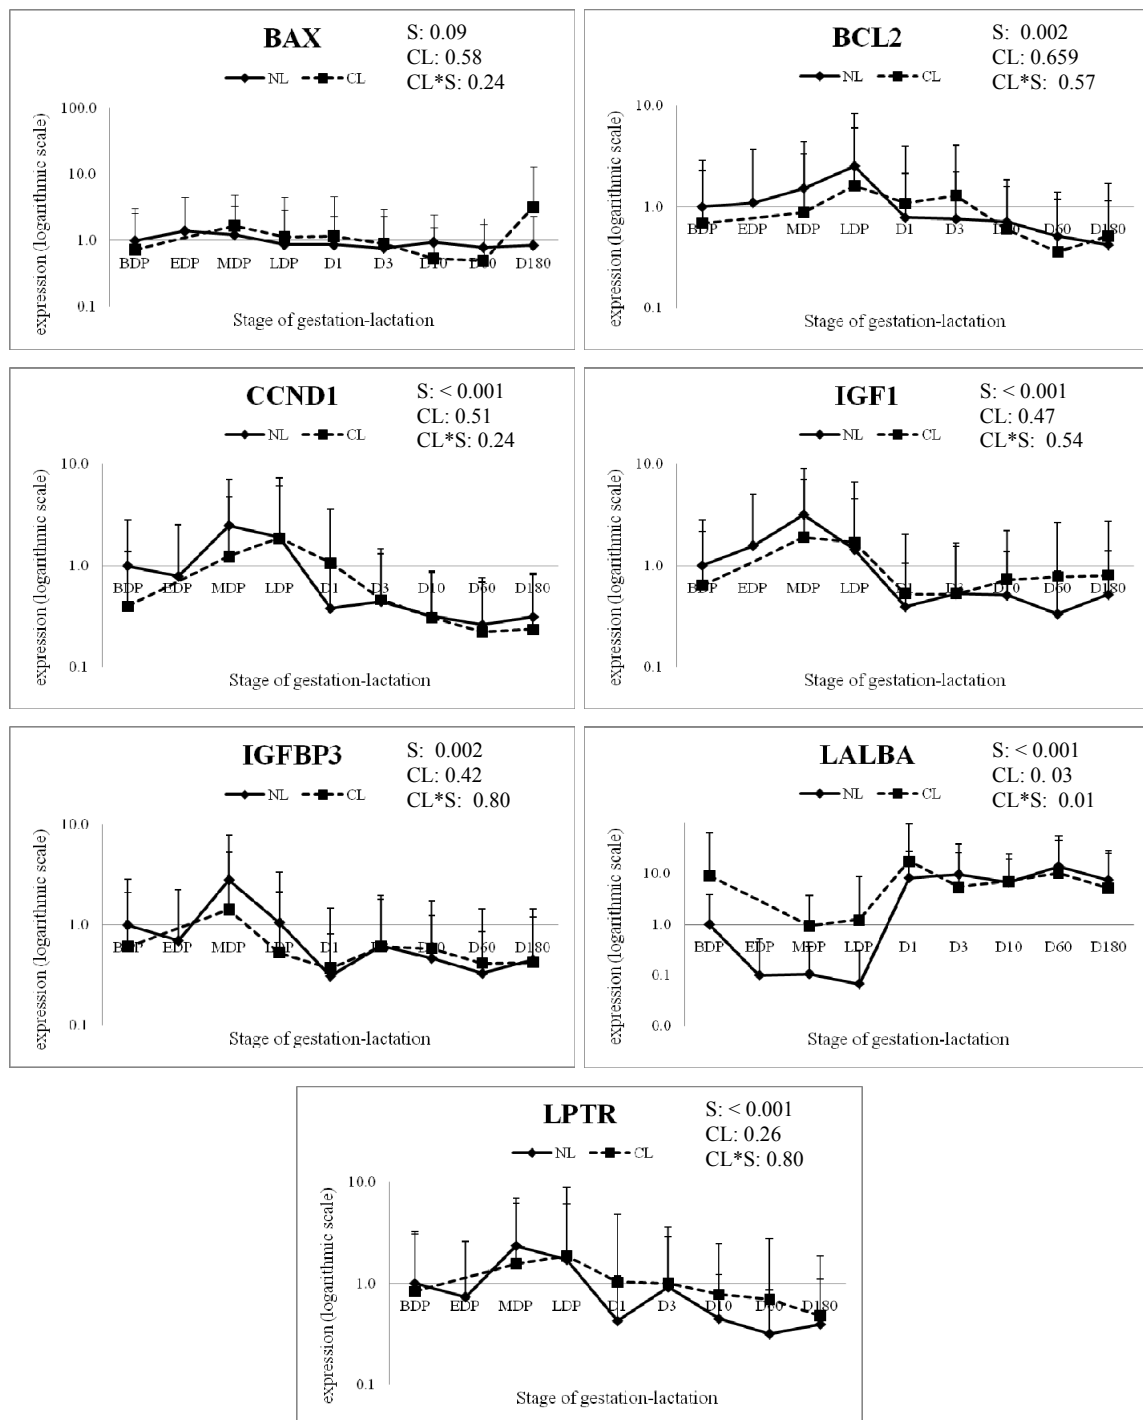 BAX
S: 0.09
CL: 0.58
CL*S: 0.24
NL CL
100.0
10.0
1.0
0.1
expression (logarithmic scale)
BDP EDP MDP LDP D1 D3 D10 D60 D180
Stage of gestation-lactation
BCL2
S: 0.002
CL: 0.659
CL*S: 0.57
NL CL
10.0
1.0
0.1
expression (logarithmic scale)
BDP EDP MDP LDP D1 D3 D10 D60 D180
Stage of gestation-lactation
CCND1
S: < 0.001
CL: 0.51
CL*S: 0.24
NL CL
10.0
1.0
0.1
expression (logarithmic scale)
BDP EDP MDP LDP D1 D3 D10 D60 D180
Stage of gestation-lactation
IGF1
S: < 0.001
CL: 0.47
CL*S: 0.54
NL CL
10.0
1.0
0.1
expression (logarithmic scale)
BDP EDP MDP LDP D1 D3 D10 D60 D180
Stage of gestation-lactation
IGFBP3
S: 0.002
CL: 0.42
CL*S: 0.80
NL CL
10.0
1.0
0.1
expression (logarithmic scale)
BDP EDP MDP LDP D1 D3 D10 D60 D180
Stage of gestation-lactation
LALBA
S: < 0.001
CL: 0. 03
CL*S: 0.01
NL CL
10.0
1.0
0.1
0.0
expression (logarithmic scale)
BDP EDP MDP LDP D1 D3 D10 D60 D180
Stage of gestation-lactation
LPTR
S: < 0.001
CL: 0.26
CL*S: 0.80
NL CL
10.0
1.0
0.1
expression (logarithmic scale)
BDP EDP MDP LDP D1 D3 D10 D60 D180
Stage of gestation-lactation